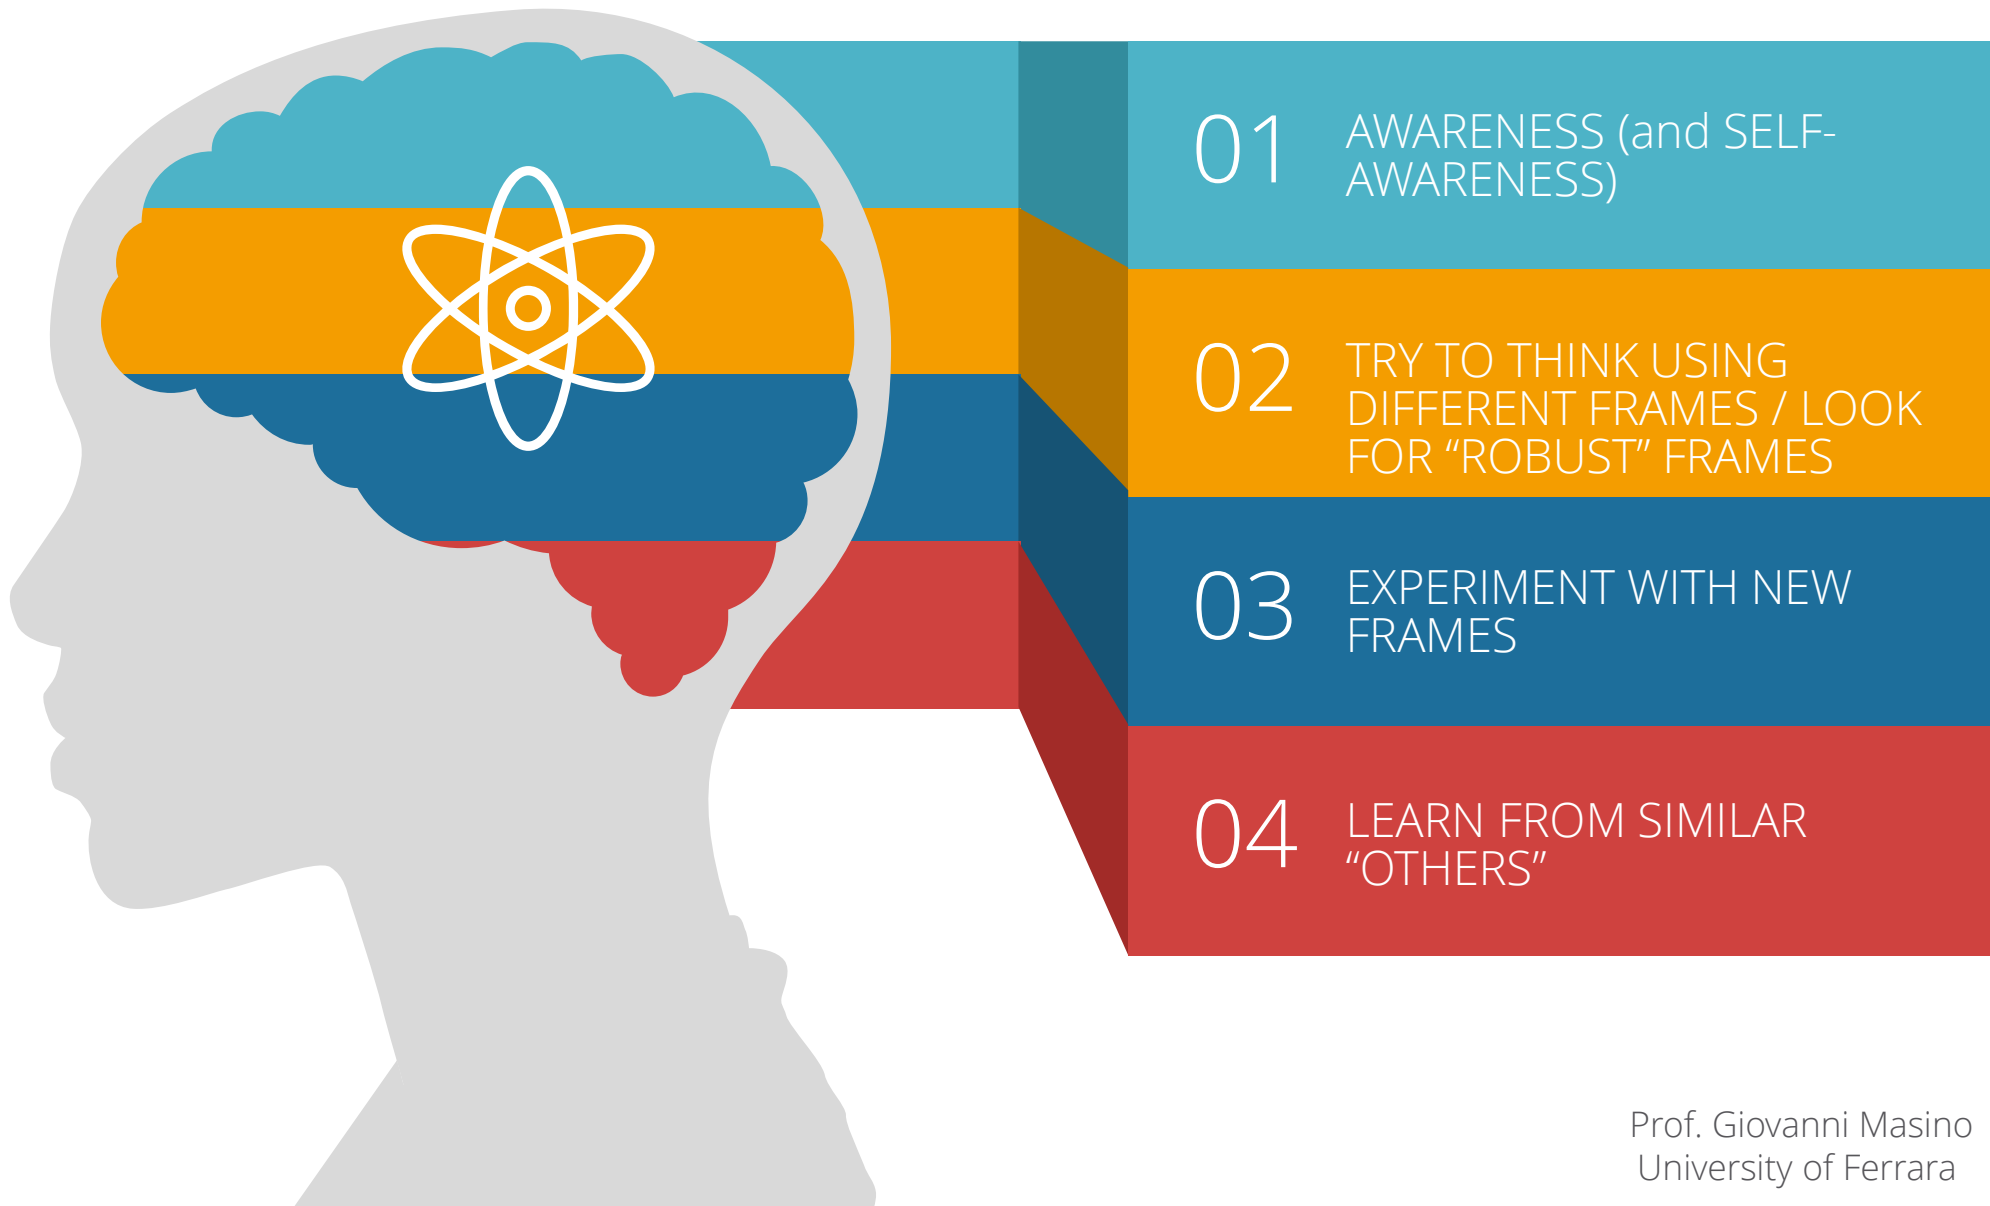 01
AWARENESS (and SELF-
AWARENESS)
02
TRY TO THINK USING
DIFFERENT FRAMES / LOOK
FOR “ROBUST” FRAMES
03
EXPERIMENT WITH NEW
FRAMES
04
LEARN FROM SIMILAR
“OTHERS”
Prof. Giovanni Masino
University of Ferrara